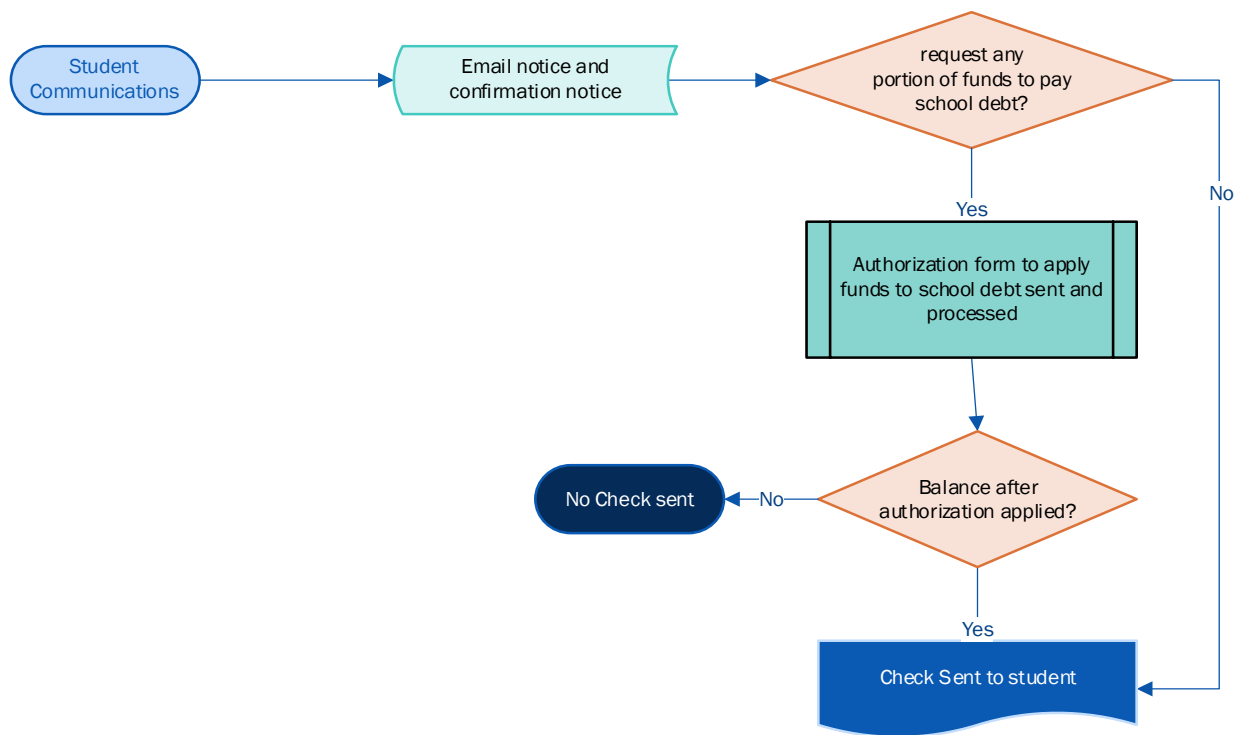 Student
Communications
Email notice and
confirmation notice
request any
portion of funds to pay
school debt?
No
Yes
Authorization form to apply
funds to school debt sent and
processed
Balance after
authorization applied?
No
No Check sent
Yes
Check Sent to student